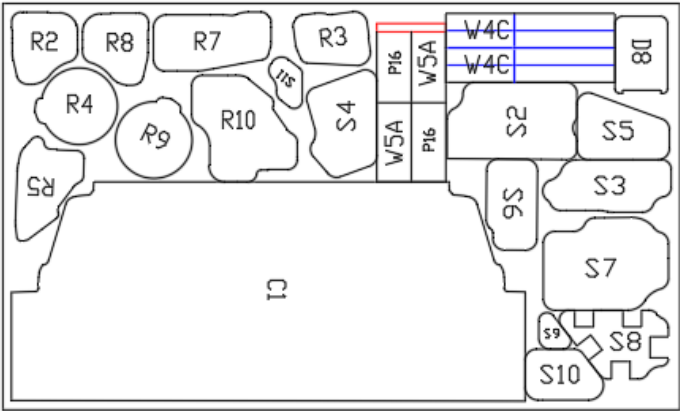 R2 R8 R7 R3 P16 W5A W4C D8
W4C
R4 R9 R10 S11 S4 W5A P16 S2 S5
R5 S6 S3
C1 S7
S9 S8
S10